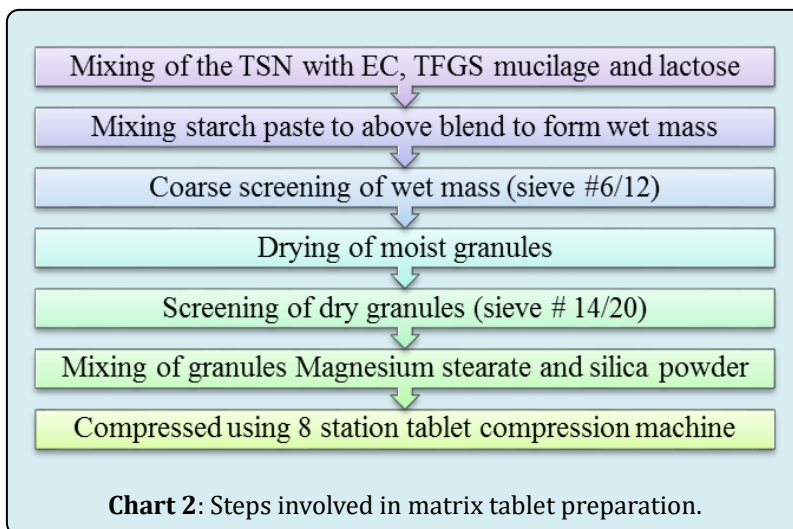 Mixing of the TSN with EC, TFGS mucilage and lactose
Mixing starch paste to above blend to form wet mass
Coarse screening of wet mass (sieve #6/12)
Drying of moist granules
Screening of dry granules (sieve # 14/20)
Mixing of granules Magnesium stearate and silica powder
Compressed using 8 station tablet compression machine
Chart 2: Steps involved in matrix tablet preparation.